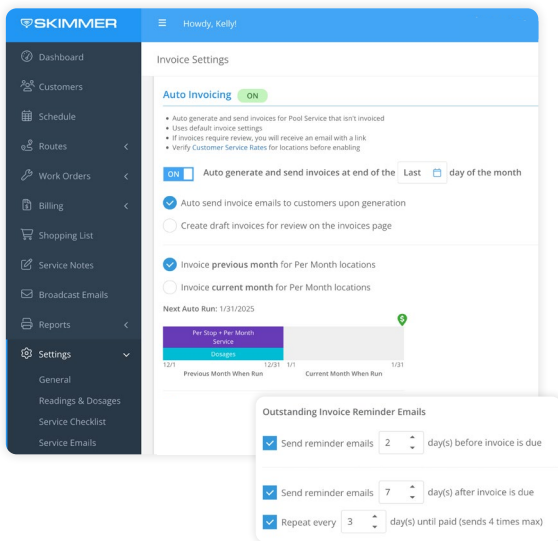 SKIMMER
Howdy, Kelly!
Dashboard
Customers
Schedule
Routes
Work Orders
Billing
Shopping List
Service Notes
Broadcast Emails
Reports
Settings
General
Readings & Dosages
Service Checklist
Service Emails
Invoice Settings
Auto Invoicing ON
• Auto generate and send invoices for Pool Service that isn't invoiced
• Uses default invoice settings
• If invoices require review, you will receive an email with a link
• Verify Customer Service Rates for locations before enabling
ON Auto generate and send invoices at end of the Last day of the month
Auto send invoice emails to customers upon generation
Create draft invoices for review on the invoices page
Invoice previous month for Per Month locations
Invoice current month for Per Month locations
Next Auto Run: 1/31/2025
$
Per Stop + Per Month
Service
Dosages
12/1 12/31 1/1 1/31
Previous Month When Run Current Month When Run
Outstanding Invoice Reminder Emails
Send reminder emails 2 day(s) before invoice is due
Send reminder emails 7 day(s) after invoice is due
Repeat every 3 day(s) until paid (sends 4 times max)